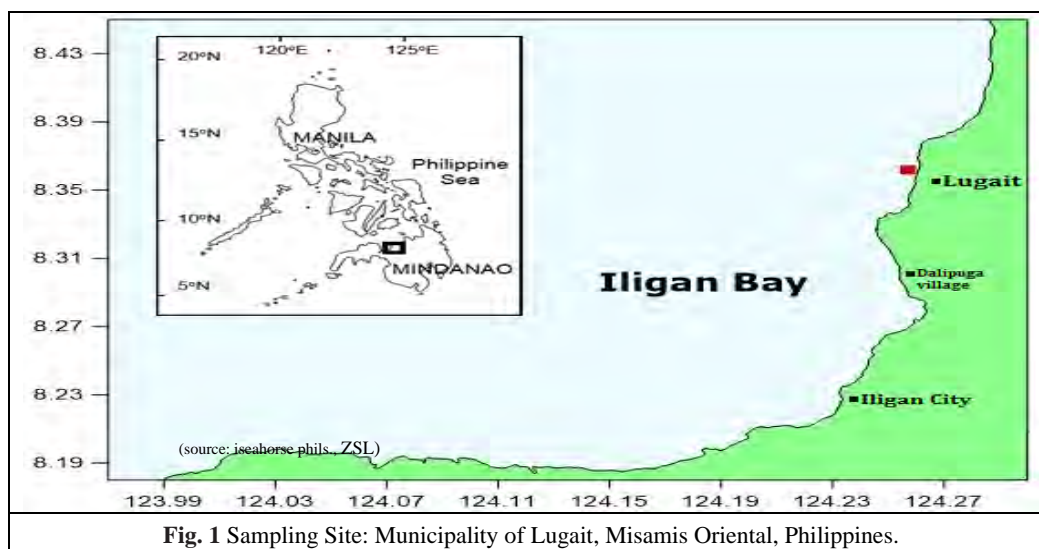 8.43
8.39
8.35
8.31
8.27
8.23
8.19
120°E 125°E
20°N
15°N
10°N
5°N
MANILA
Philippine
Sea
MINDANAO
Iligan Bay
Lugait
Dalipuga
village
Iligan City
(source: iseahorse phils., ZSL)
123.99 124.03 124.07 124.11 124.15 124.19 124.23 124.27
Fig. 1 Sampling Site: Municipality of Lugait, Misamis Oriental, Philippines.